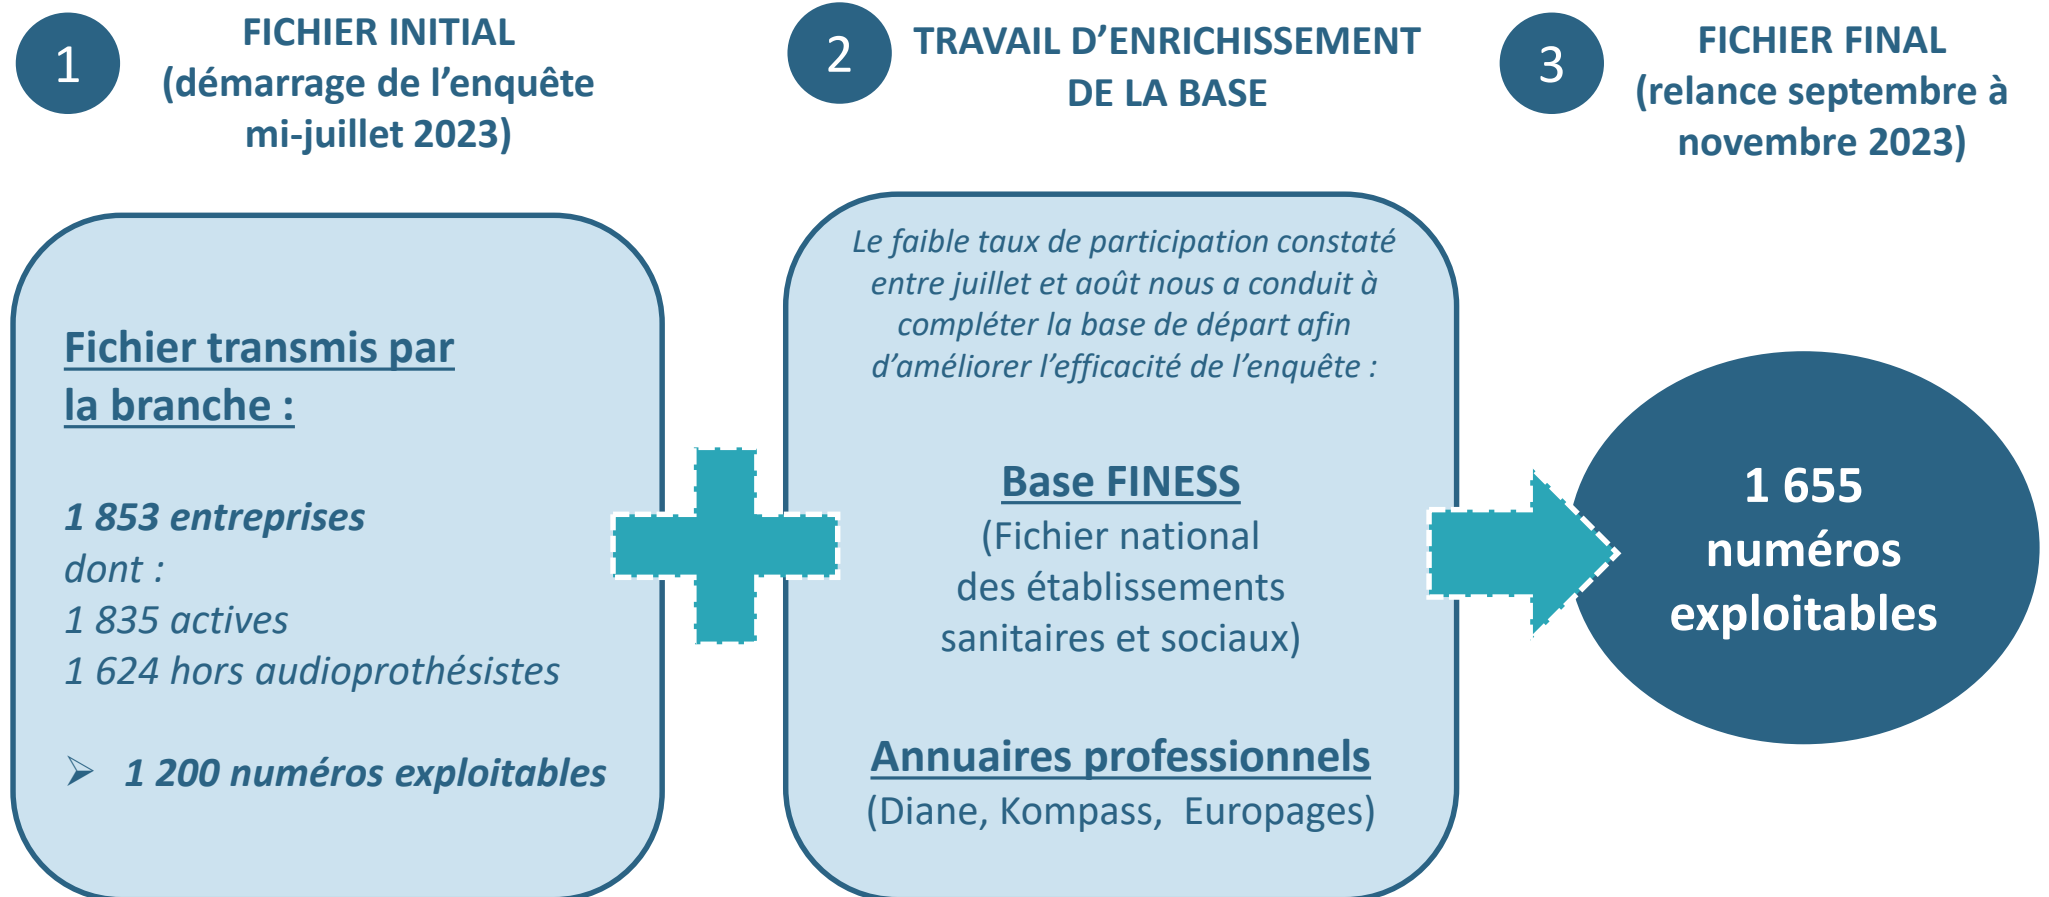 1
FICHIER INITIAL
(démarrage de l’enquête
mi-juillet 2023)
2
TRAVAIL D’ENRICHISSEMENT
DE LA BASE
3
FICHIER FINAL
(relance septembre à
novembre 2023)
Fichier transmis par
la branche :
1 853 entreprises
dont :
1 835 actives
1 624 hors audioprothésistes
➢ 1 200 numéros exploitables
Le faible taux de participation constaté
entre juillet et août nous a conduit à
compléter la base de départ afin
d’améliorer l’efficacité de l’enquête :
Base FINESS
(Fichier national
des établissements
sanitaires et sociaux)
Annuaires professionnels
(Diane, Kompass, Europages)
1 655
numéros
exploitables